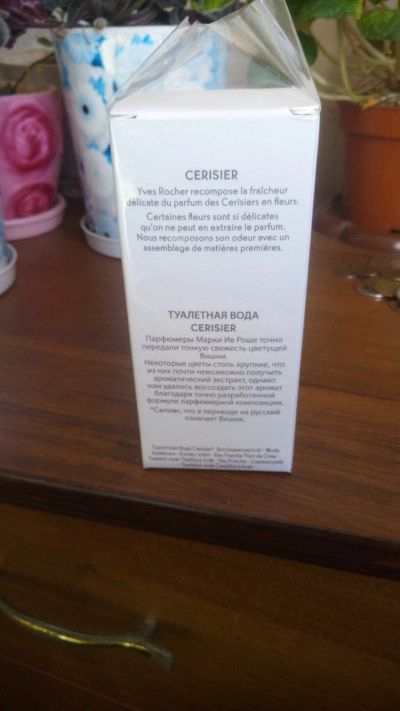 CERISIER
Yves Rocher recompose la fraîcheur
délicate du parfum des Cerisiers en fleurs.
Certaines fleurs sont si délicates
qu'on ne peut en extraire le parfum.
Nous recomposons son odeur avec un
assemblage de matières premières.
ТУАЛЕТНАЯ ВОДА
CERISIER
Парфюмеры Марки Ив Роше точно
передали тонкую свежесть цветущей
Вишни.
Некоторые цветы столь хрупкие, что
из них почти невозможно получить
ароматический экстракт, однако
нам удалось воссоздать этот аромат
благодаря точно разработанной
формуле парфюмерной композиции.
*Cerisier, что в переводе на русский
означает Вишня.
Туалетная Вода Cerisier* Woda